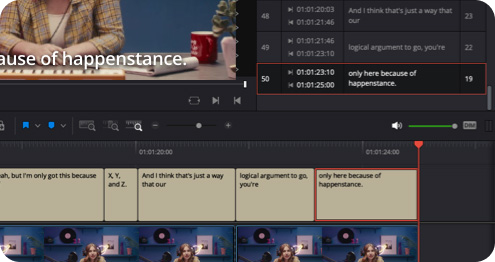 ause of happenstance.
48
01:01:20:03
01:01:21:46
And i think that's just a way that
our
23
49
01:01:21:46
01:01:23:10
logical argument to go, you're
22
50
01:01:23:10
01:01:25:00
only here because of
happenstance.
19
DIM
01:01:20:00
01:01:24:00
ah, but I'm only got this because
X, Y,
and Z.
And i think that's just a way
that our
logical argument to go,
you're
only here because of
happenstance.